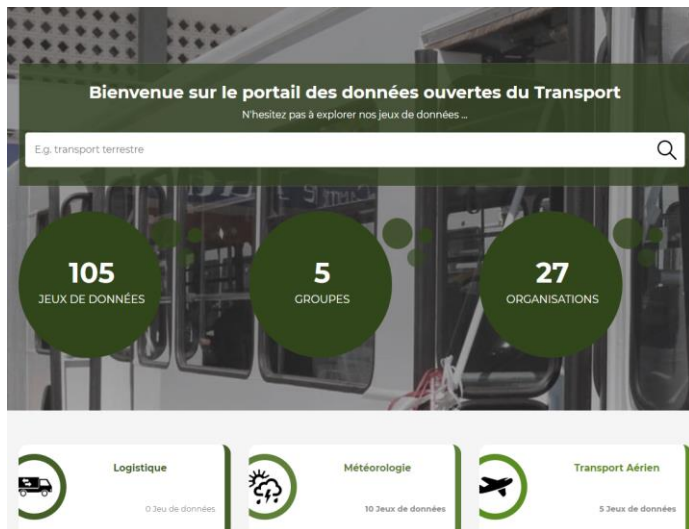 Bienvenue sur le portail des données ouvertes du Transport
N'hesitez pas à explorer nos jeux de données ...
E.g. transport terrestre
105
JEUX DE DONNÉES
5
GROUPES
27
ORGANISATIONS
Logistique
0 Jeu de données
Météorologie
10 Jeux de données
Transport Aérien
5 Jeux de données